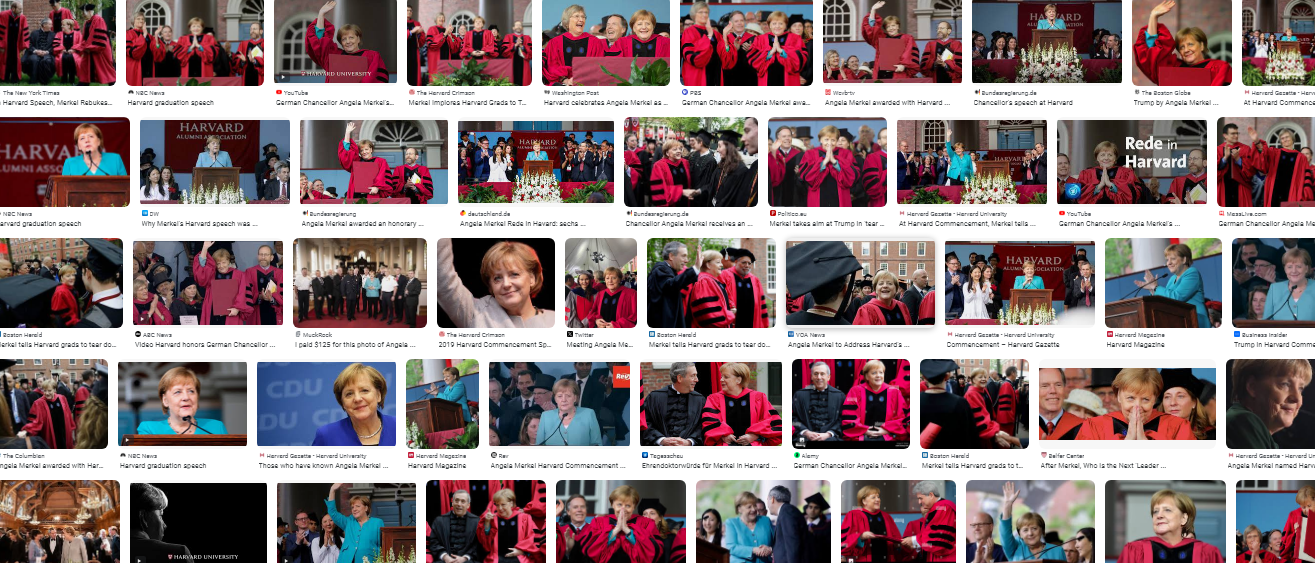 HARVARD UNIVERSITY
The New York Times
NBC News
YouTube
The Harvard Crimson
Washington Post
PBS
Wbvbtv
Bundesregierung.de
The Boston Globe
Harvard Gazette - Harvard
Harvard Speech, Merkel Rebukes...
Harvard graduation speech
German Chancellor Angela Merkel's...
Merkel Implores Harvard Grads to T...
Harvard celebrates Angela Merkel as ...
German Chancellor Angela Merkel awa...
Angela Merkel awarded with Harvard ...
Chancellor's speech at Harvard
Trump by Angela Merkel ...
At Harvard Commence
HARVARD
ALUMNI ASSOCIATION
Rede in
Harvard
NBC News
DW
Bundesregierung
deutschland.de
Bundesregierung.de
Politico.eu
Harvard Gazette - Harvard University
YouTube
MassLive.com
arvard graduation speech
Why Merkel's Harvard speech was ...
Angela Merkel awarded an honorary ...
Angela Merkel Rede in Havard: sechs ...
German Chancellor Merkel receives an ...
Merkel takes aim at Trump in 'tear ...
At Harvard Commencement, Merkel tells ...
German Chancellor Angela Merkel's ...
German Chancellor Angela M
HARVARD
ALUMNI ASSOCIATION
Boston Herald
ABC News
MuckRock
The Harvard Crimson
Twitter
Boston Herald
VOA News
Harvard Gazette - Harvard University
Harvard Magazine
Business Insider
erkel tells Harvard grads to tear do...
Video Harvard honors German Chancellor ...
I paid $125 for this photo of Angela ...
2019 Harvard Commencement Sp...
Meeting Angela Me...
Merkel tells Harvard grads to tear do...
Angela Merkel to Address Harvard's ...
Commencement – Harvard Gazette
Harvard Magazine
Trump in Harvard Comme
CDU
The Columbian
NBC News
Harvard Gazette - Harvard University
Harvard Magazine
Rev
Tagesschau
Alamy
Boston Herald
Belfer Center
Harvard Gazette - Harvard Un
ngela Merkel awarded with Har...
Harvard graduation speech
Those who have known Angela Merkel ...
Harvard Magazine
Angela Merkel Harvard Commencement ...
Ehrendoktorwürde für Merkel in Harvard ...
German Chancellor Angela Merkel...
Merkel tells Harvard grads to t...
After Merkel, Who Is the Next 'Leader ...
Angela Merkel named Harv
HARVARD UNIVERSITY